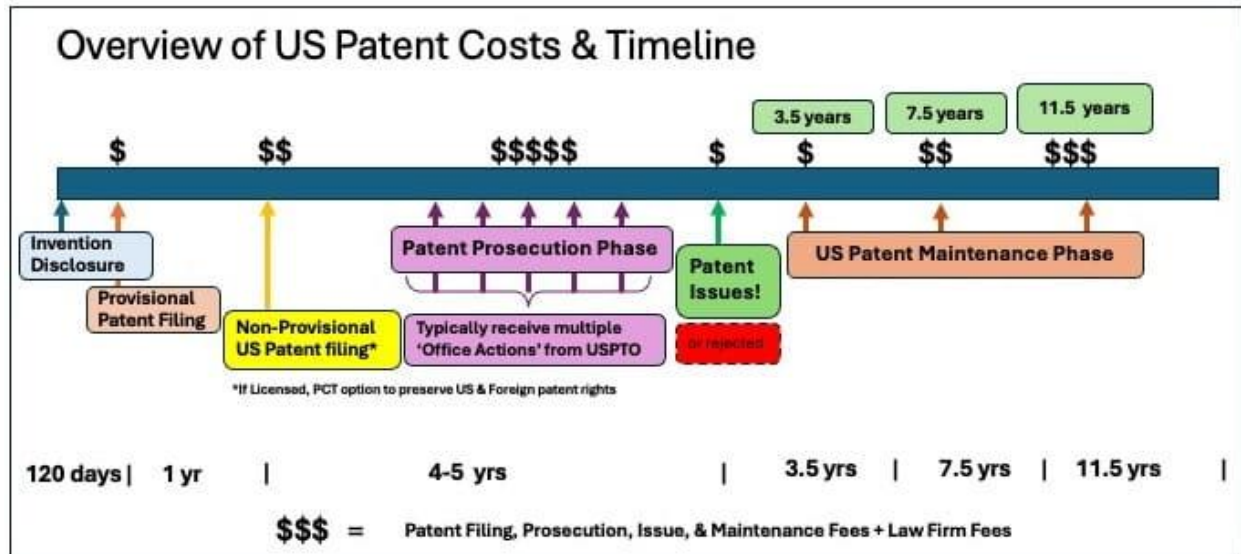 Overview of US Patent Costs & Timeline
3.5 years
7.5 years
11.5 years
$
$$
$$$$$
$
$
$$
$$$
Invention
Disclosure
Provisional
Patent Filing
Non-Provisional
US Patent filing*
Patent Prosecution Phase
Typically receive multiple
‘Office Actions’ from USPTO
Patent
Issues!
or rejected
US Patent Maintenance Phase
*If Licensed, PCT option to preserve US & Foreign patent rights
120 days | 1 yr | 4-5 yrs | 3.5 yrs | 7.5 yrs | 11.5 yrs |
$$$ = Patent Filing, Prosecution, Issue, & Maintenance Fees + Law Firm Fees